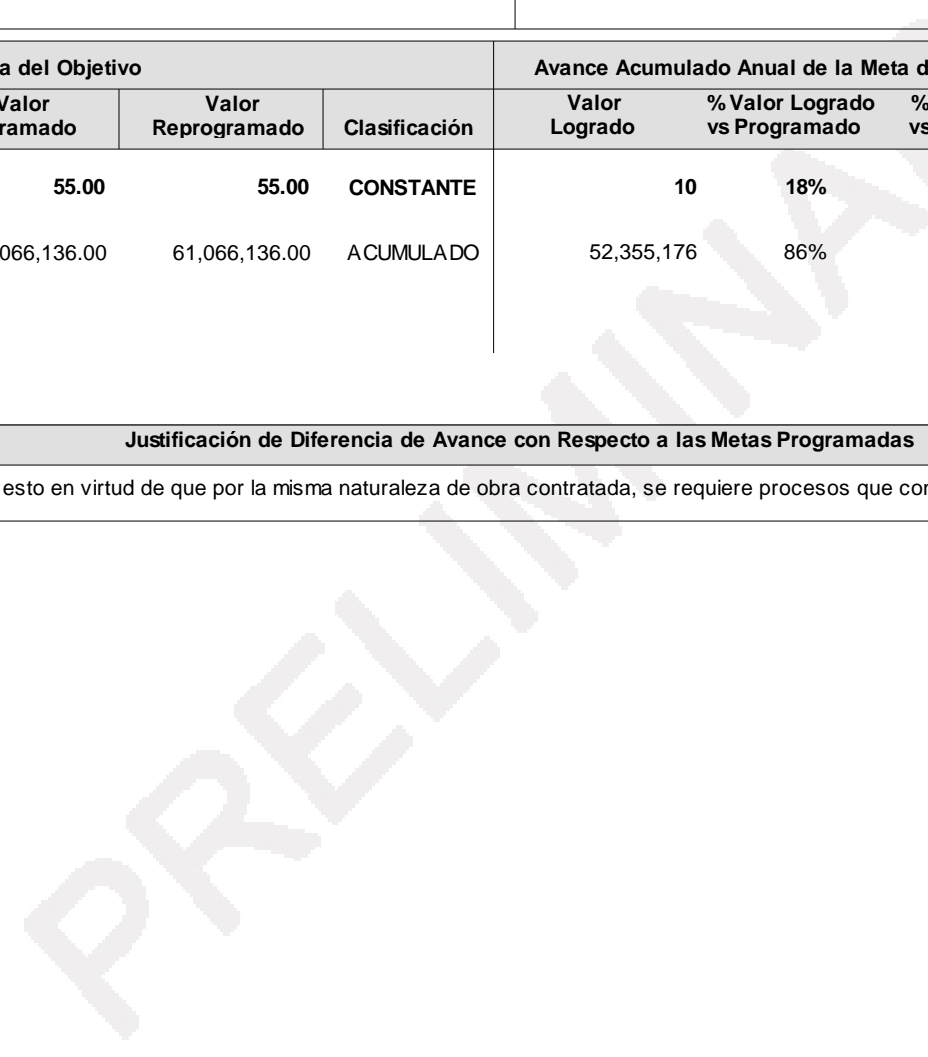 a del Objetivo Avance Acumulado Anual de la Meta d
Valor Valor Valor % Valor Logrado %
ramado Reprogramado Clasificación Logrado vs Programado vs
55.00 55.00 CONSTANTE 10 18%
066,136.00 61,066,136.00 ACUMULADO 52,355,176 86%
Justificación de Diferencia de Avance con Respecto a las Metas Programadas
esto en virtud de que por la misma naturaleza de obra contratada, se requiere procesos que con
PRELIMINA